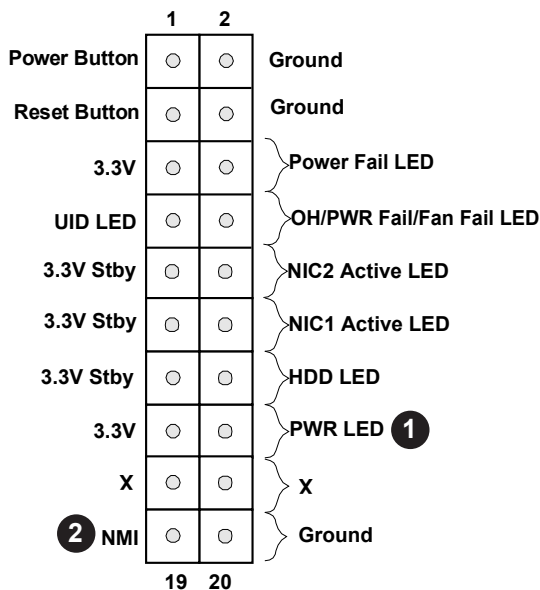 1 2
Power Button Ground
Reset Button Ground
3.3V Power Fail LED
UID LED OH/PWR Fail/Fan Fail LED
3.3V Stby NIC2 Active LED
3.3V Stby NIC1 Active LED
3.3V Stby HDD LED
3.3V PWR LED 1
X X
2 NMI Ground
19 20